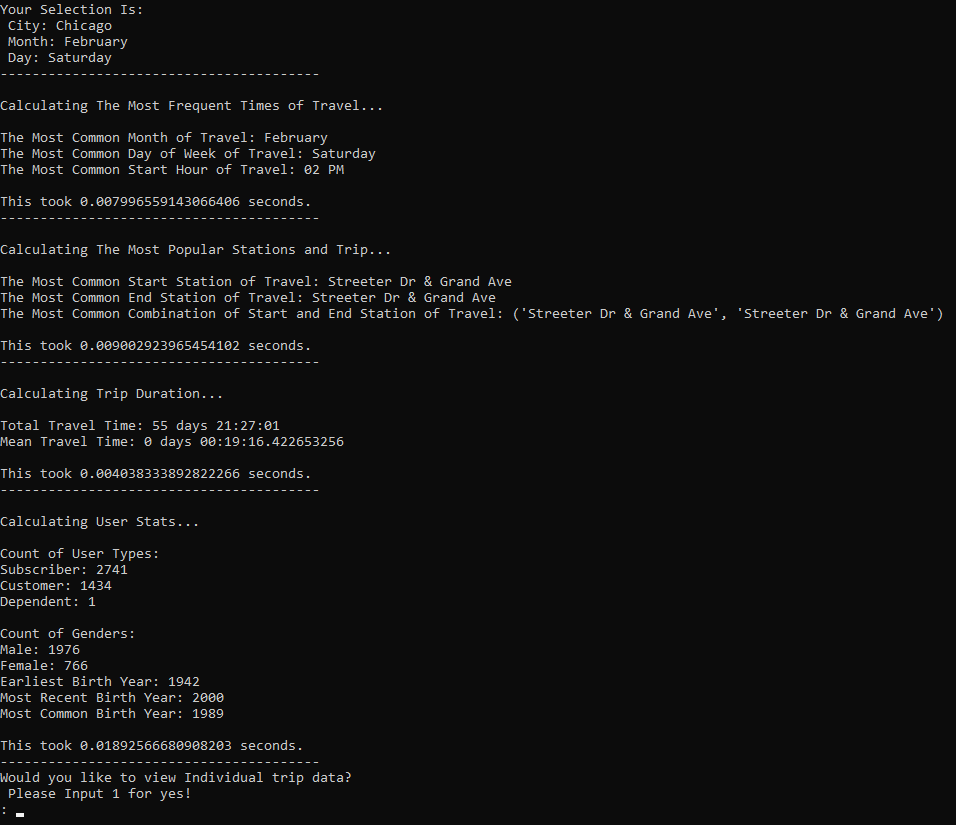 Your Selection Is:
City: Chicago
Month: February
Day: Saturday
----------------------------------------
Calculating The Most Frequent Times of Travel...
The Most Common Month of Travel: February
The Most Common Day of Week of Travel: Saturday
The Most Common Start Hour of Travel: 02 PM
This took 0.007996559143066406 seconds.
----------------------------------------
Calculating The Most Popular Stations and Trip...
The Most Common Start Station of Travel: Streeter Dr & Grand Ave
The Most Common End Station of Travel: Streeter Dr & Grand Ave
The Most Common Combination of Start and End Station of Travel: ('Streeter Dr & Grand Ave', 'Streeter Dr & Grand Ave')
This took 0.009002923965454102 seconds.
----------------------------------------
Calculating Trip Duration...
Total Travel Time: 55 days 21:27:01
Mean Travel Time: 0 days 00:19:16.422653256
This took 0.004038333892822266 seconds.
----------------------------------------
Calculating User Stats...
Count of User Types:
Subscriber: 2741
Customer: 1434
Dependent: 1
Count of Genders:
Male: 1976
Female: 766
Earliest Birth Year: 1942
Most Recent Birth Year: 2000
Most Common Birth Year: 1989
This took 0.01892566680908203 seconds.
----------------------------------------
Would you like to view Individual trip data?
Please Input 1 for yes!
: